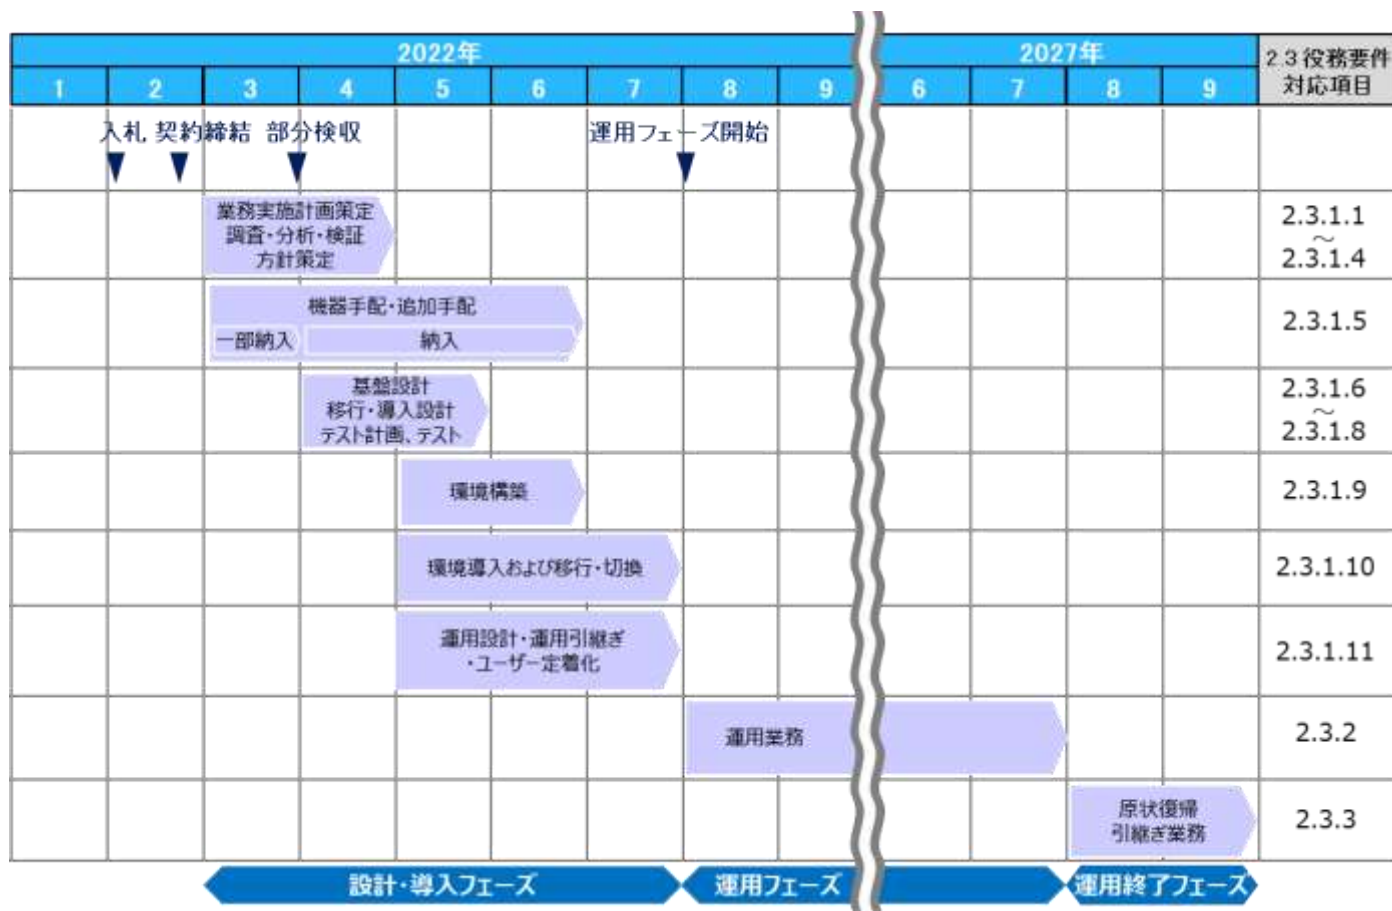 2022年
2027年
2.3役務要件
対応項目
1 2 3 4 5 6 7 8 9 6 7 8 9
入札 契約締結 部分検収 運用フェーズ開始
業務実施計画策定
調査・分析・検証
方針策定
2.3.1.1
～
2.3.1.4
機器手配・追加手配
一部納入 納入
2.3.1.5
基盤設計
移行・導入設計
テスト計画、テスト
2.3.1.6
～
2.3.1.8
環境構築
2.3.1.9
環境導入および移行・切換
2.3.1.10
運用設計・運用引継ぎ
・ユーザー定着化
2.3.1.11
運用業務
2.3.2
原状復帰
引継ぎ業務
2.3.3
設計・導入フェーズ 運用フェーズ 運用終了フェーズ